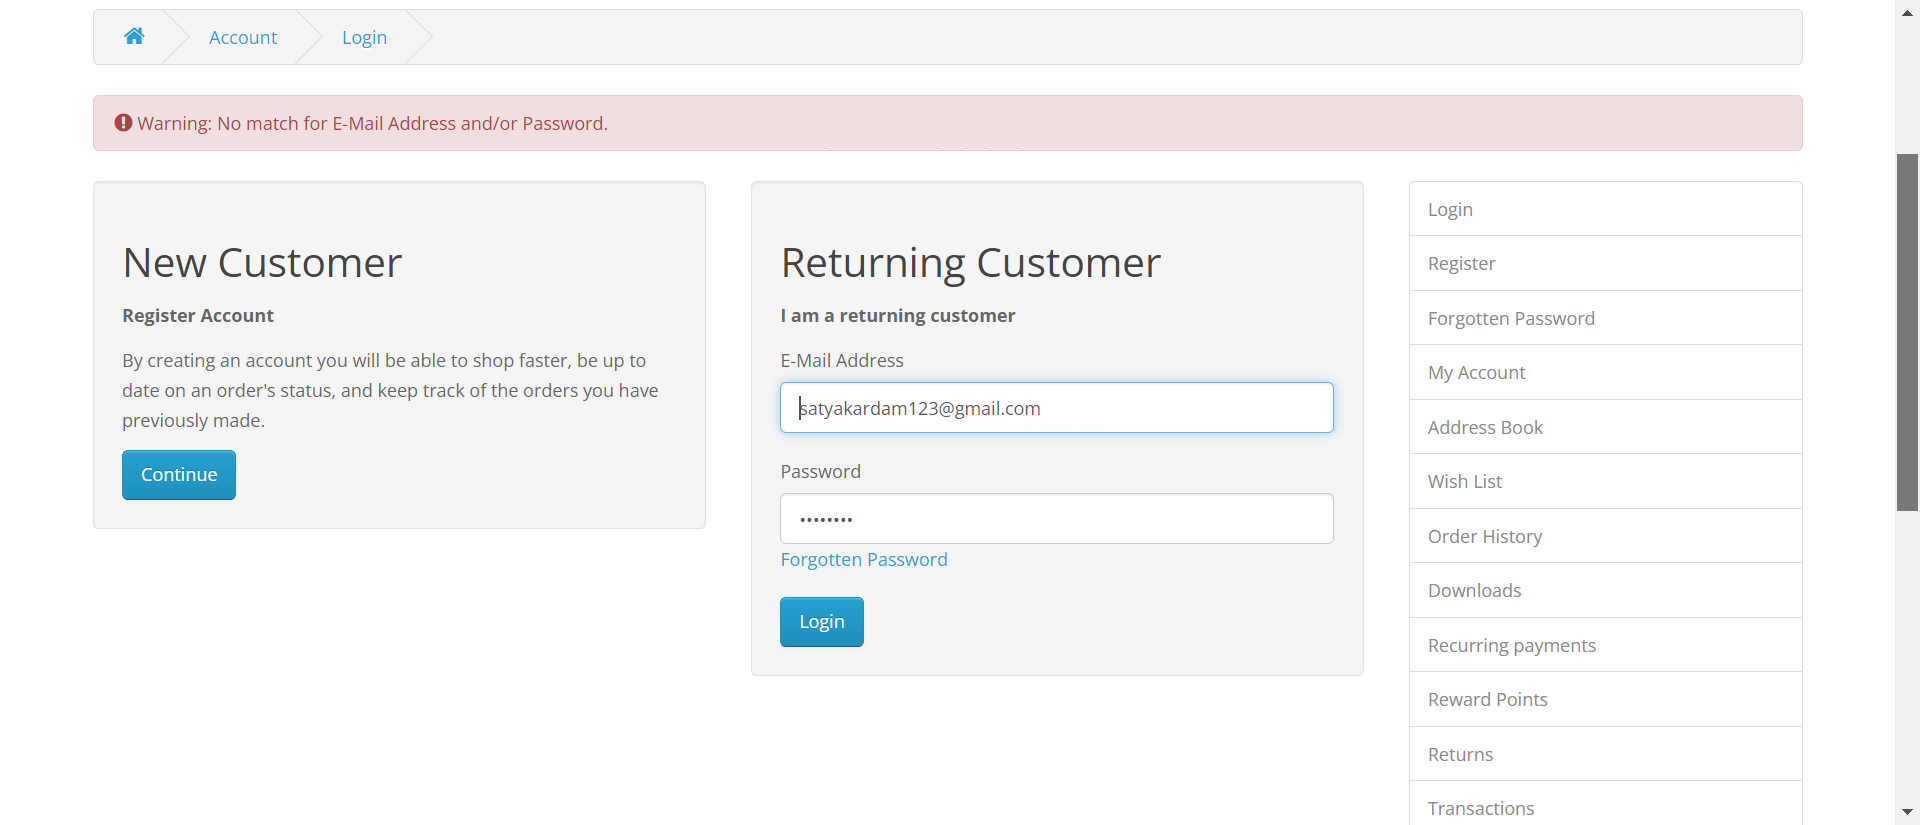 Account
Login
Warning: No match for E-Mail Address and/or Password.
New Customer
Register Account
By creating an account you will be able to shop faster, be up to
date on an order's status, and keep track of the orders you have
previously made.
Continue
Returning Customer
I am a returning customer
E-Mail Address
satyakardam123@gmail.com
Password
••••••••
Forgotten Password
Login
Login
Register
Forgotten Password
My Account
Address Book
Wish List
Order History
Downloads
Recurring payments
Reward Points
Returns
Transactions